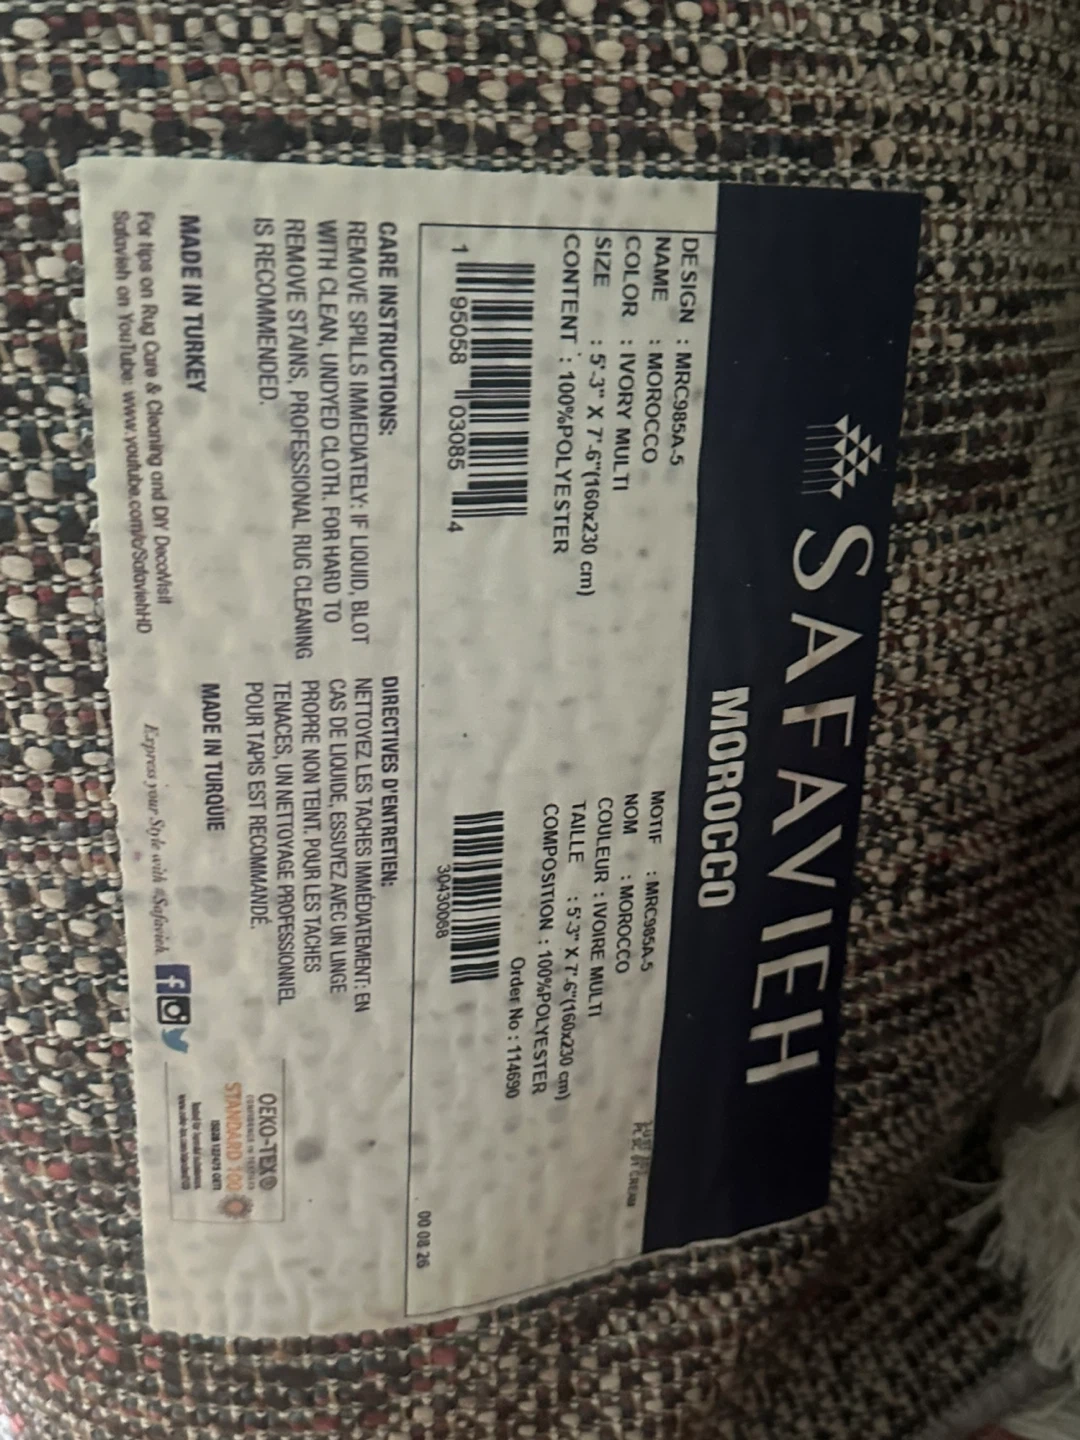 SAFAVIEH
MOROCCO
DESIGN : MRC985A-5
NAME : MOROCCO
COLOR : IVORY MULTI
SIZE : 5'-3" X 7'-6"(160x230 cm)
CONTENT : 100%POLYESTER
1 95058 03085 4
MOTIF : MRC985A-5
NOM : MOROCCO
COULEUR : IVOIRE MULTI
TAILLE : 5'3" X 7'-6"(160x230 cm)
COMPOSITION : 100%POLYESTER
Order No : 114690
30430068
00 08 26
CARE INSTRUCTIONS:
REMOVE SPILLS IMMEDIATELY: IF LIQUID, BLOT
WITH CLEAN, UNDYED CLOTH. FOR HARD TO
REMOVE STAINS, PROFESSIONAL RUG CLEANING
IS RECOMMENDED.
MADE IN TURKEY
For tips on Rug Care & Cleaning and DIY DecoVisit
Safavieh on YouTube: www.youtube.com/c/SafaviehHD
DIRECTIVES D'ENTRETIEN:
NETTOYEZ LES TACHES IMMÉDIATEMENT: EN
CAS DE LIQUIDE, ESSUYEZ AVEC UN LINGE
PROPRE NON TEINT. POUR LES TACHES
TENACES, UN NETTOYAGE PROFESSIONNEL
POUR TAPIS EST RECOMMANDÉ.
MADE IN TURQUIE
Express your Style with #Safavieh.
OEKO-TEX®
CONFIDENCE IN TEXTILES
STANDARD 100